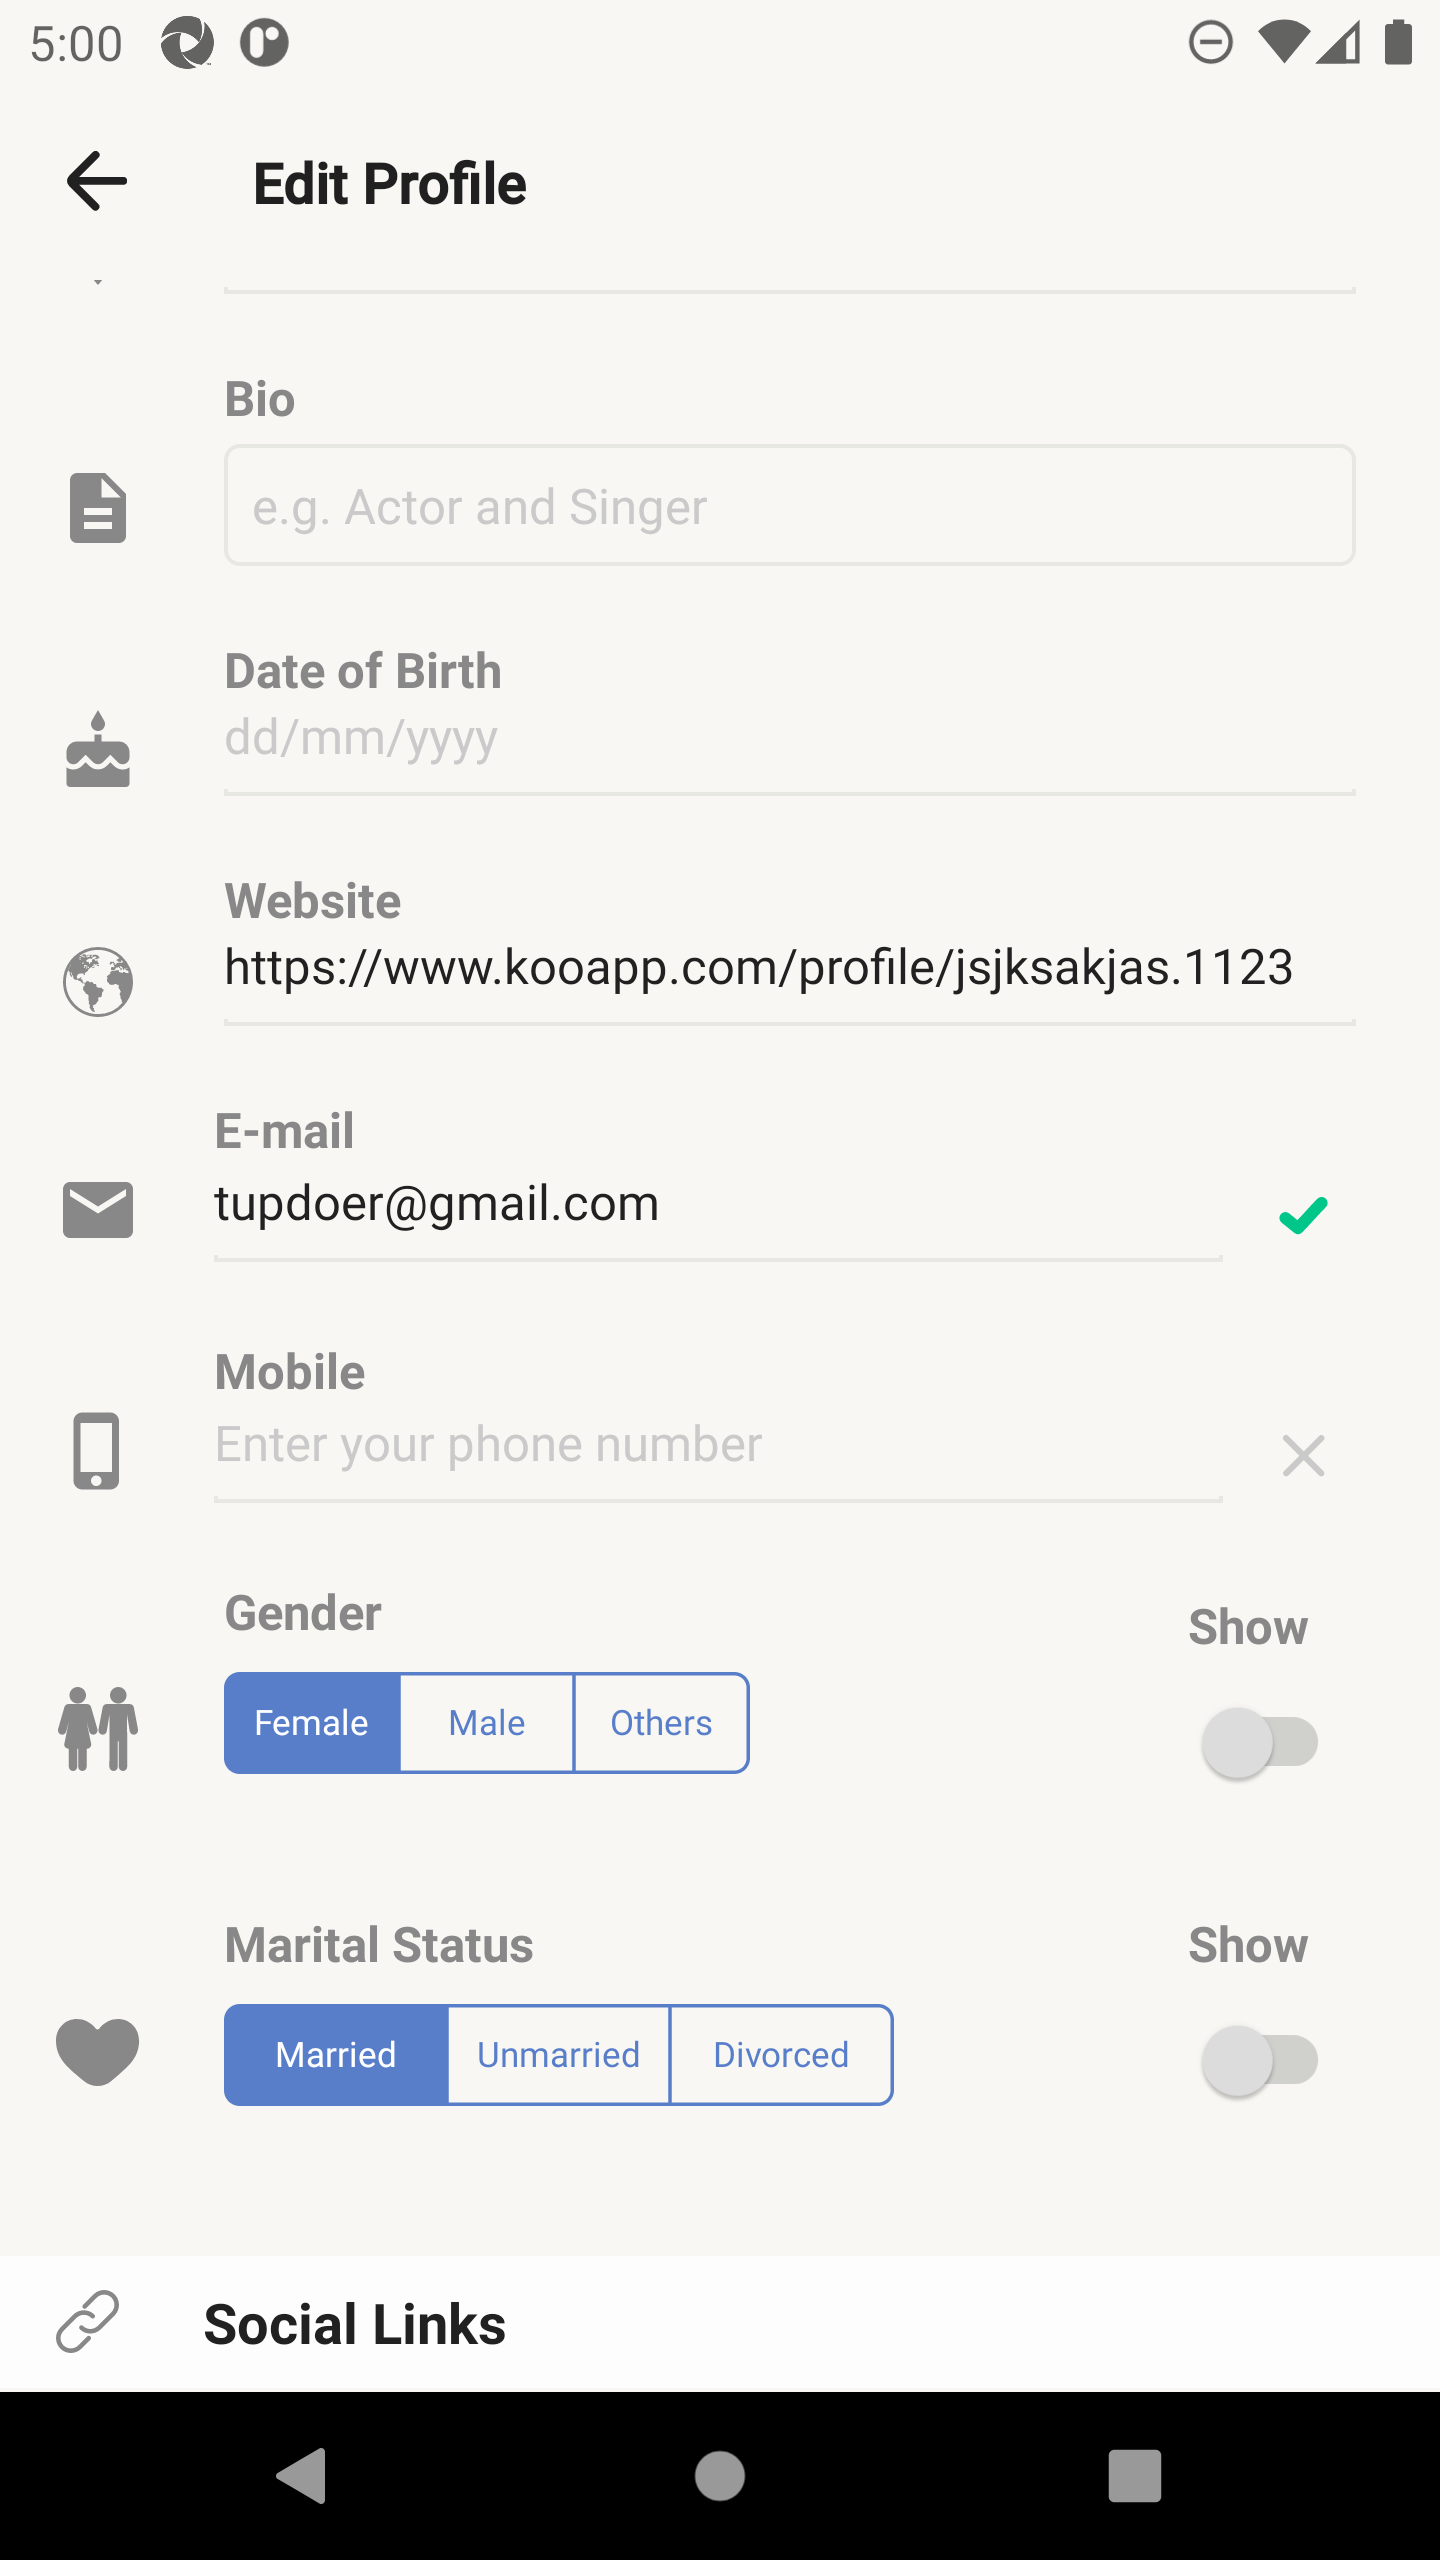 5:00
Edit Profile
Bio
e.g. Actor and Singer
Date of Birth
dd/mm/yyyy
Website
https://www.kooapp.com/profile/jsjksakjas.1123
E-mail
tupdoer@gmail.com
Mobile
Enter your phone number
Gender
Show
Female Male Others
Marital Status
Show
Married Unmarried Divorced
Social Links